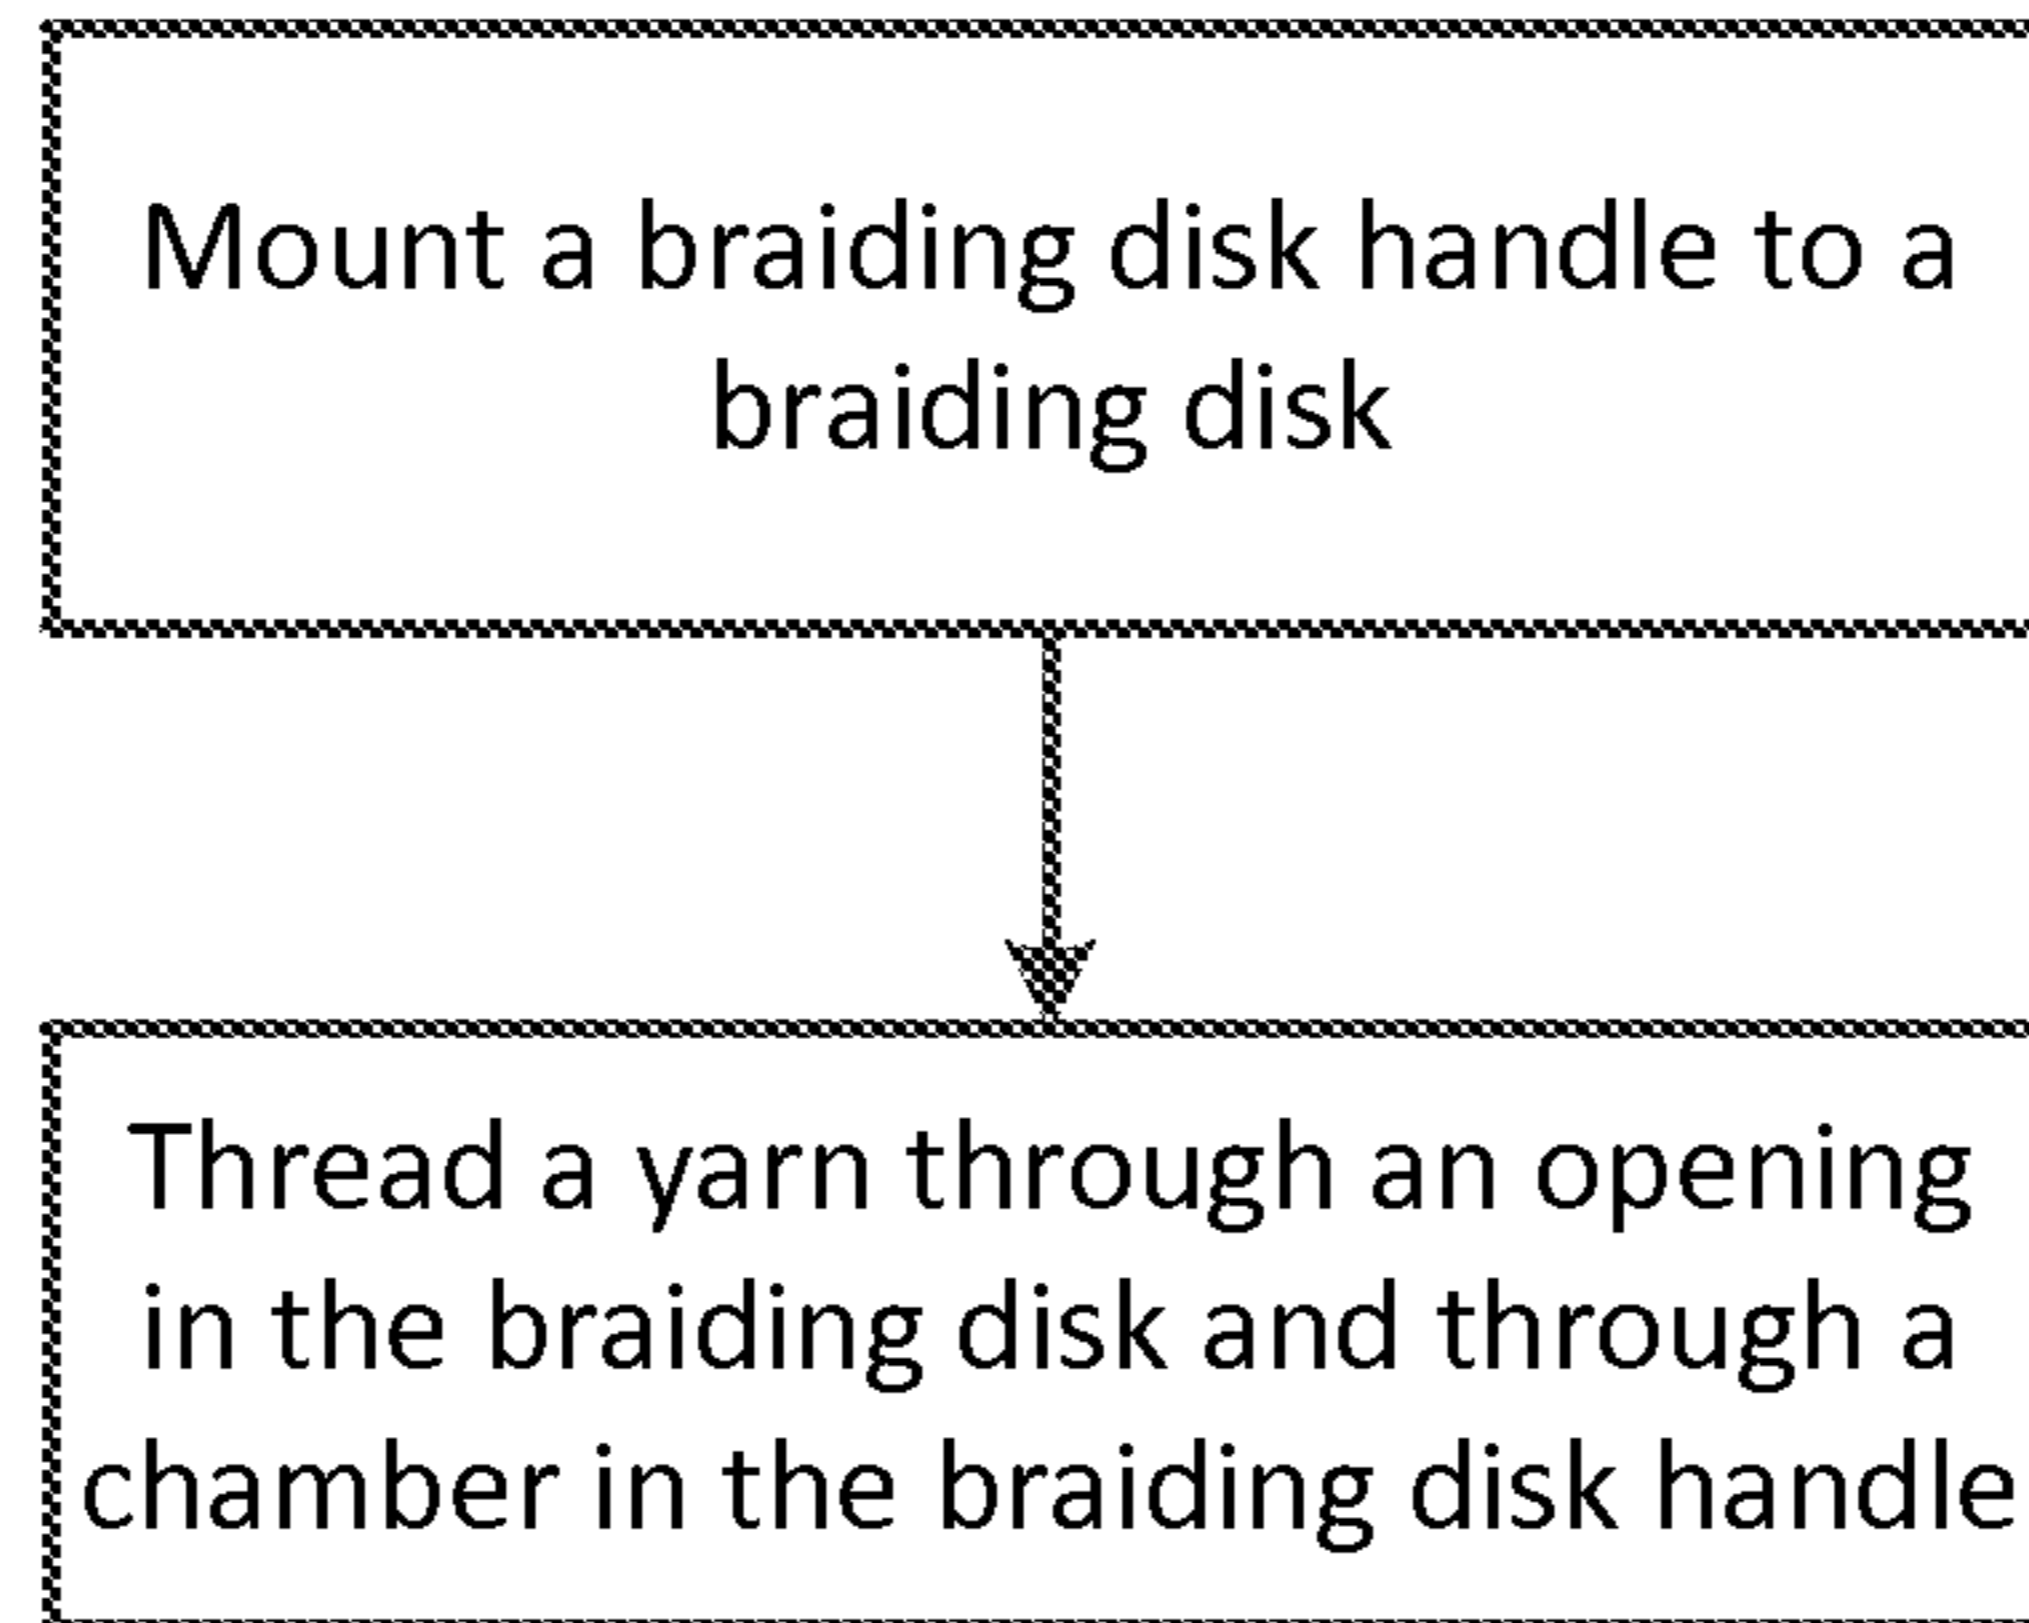 Mount a braiding disk handle to a
braiding disk
Thread a yarn through an opening
in the braiding disk and through a
chamber in the braiding disk handle